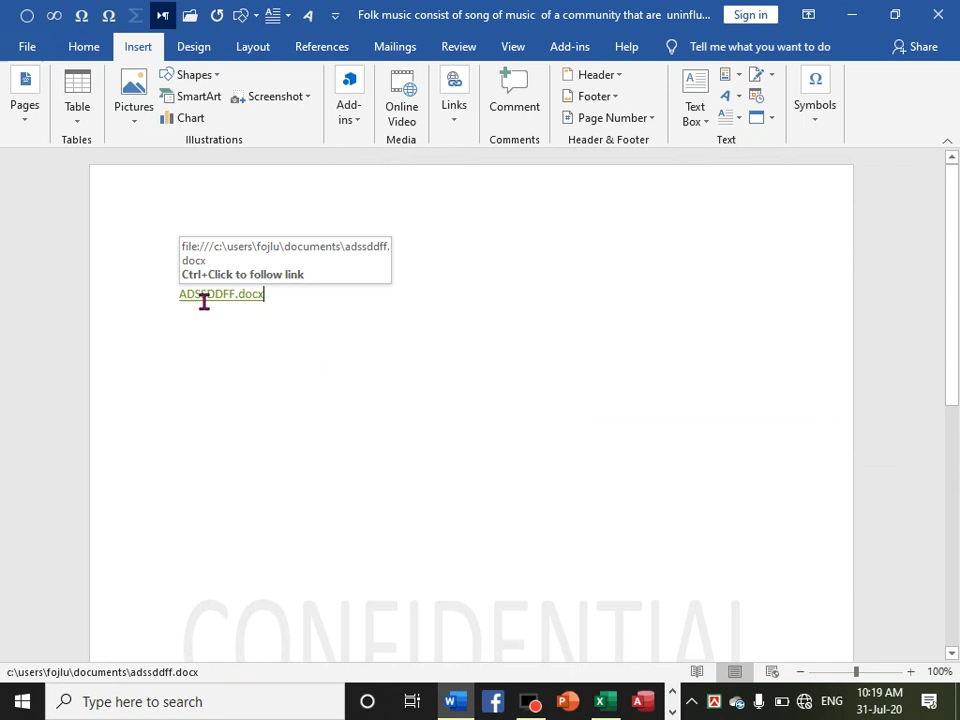 Folk music consist of song of music of a community that are uninflu...
Sign in
File Home Insert Design Layout References Mailings Review View Add-ins Help Tell me what you want to do Share
Pages
Table
Pictures
Shapes
SmartArt
Chart
Screenshot
Add-
ins
Online
Video
Links
Comment
Header
Footer
Page Number
Text
Box
Symbols
Tables Illustrations Media Comments Header & Footer Text
file:///c:\users\fojlu\documents\adssddff.
docx
Ctrl+Click to follow link
ADSSDDFF.docx
CONFIDENTIAL
c:\users\fojlu\documents\adssddff.docx
100%
Type here to search
ENG
10:19 AM
31-Jul-20